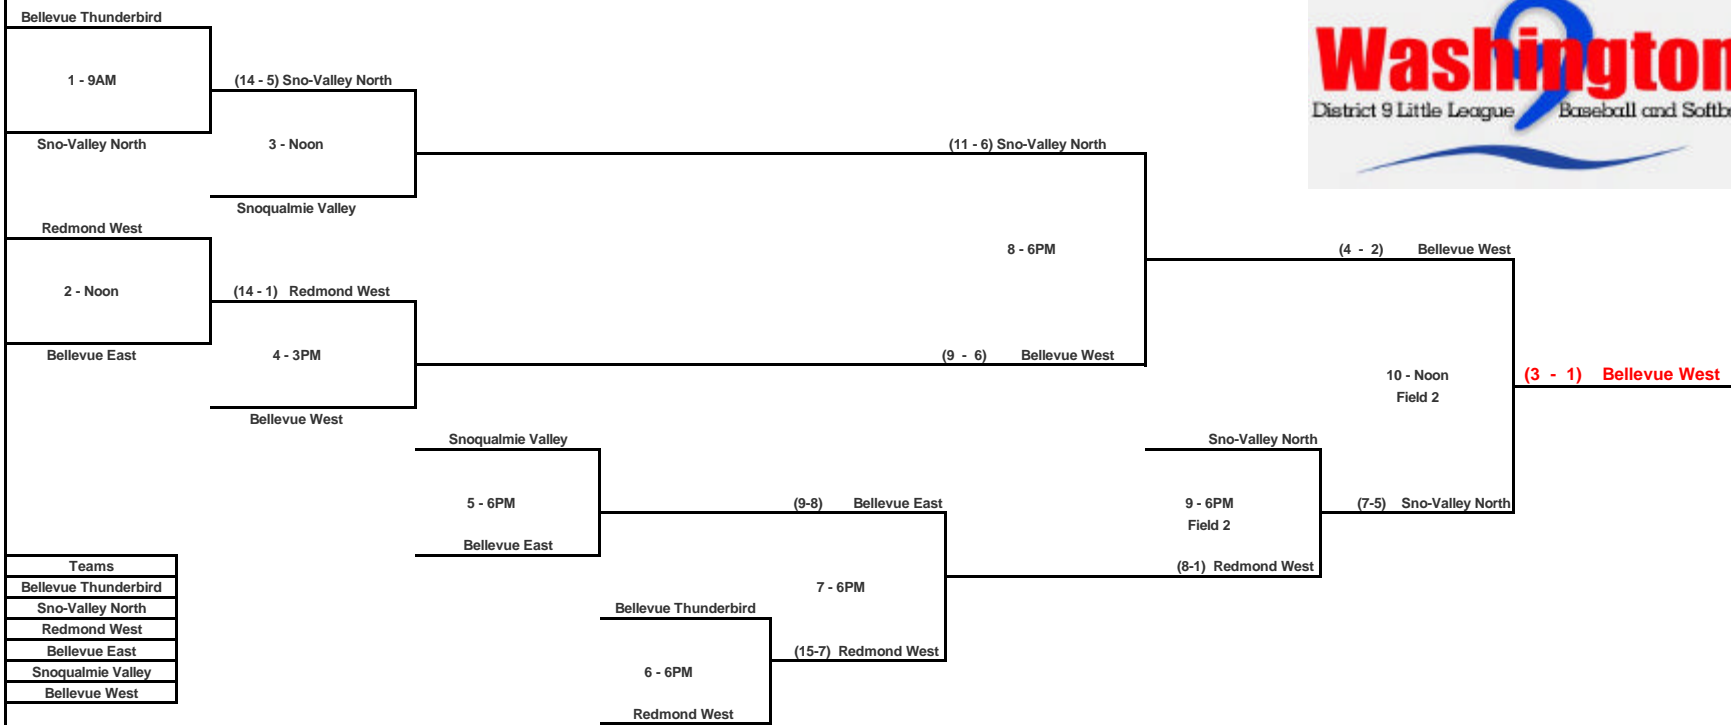 Bellevue Thunderbird
1 - 9AM
(14 - 5) Sno-Valley North
Sno-Valley North
3 - Noon
(11 - 6) Sno-Valley North
Snoqualmie Valley
Redmond West
8 - 6PM
(4 - 2) Bellevue West
2 - Noon
(14 - 1) Redmond West
Bellevue East
4 - 3PM
(9 - 6) Bellevue West
10 - Noon
Field 2
(3 - 1) Bellevue West
Bellevue West
Snoqualmie Valley
Sno-Valley North
5 - 6PM
(9-8) Bellevue East
9 - 6PM
Field 2
(7-5) Sno-Valley North
Bellevue East
(8-1) Redmond West
7 - 6PM
Bellevue Thunderbird
(15-7) Redmond West
6 - 6PM
Redmond West
Teams
Bellevue Thunderbird
Sno-Valley North
Redmond West
Bellevue East
Snoqualmie Valley
Bellevue West
9
Washington
District 9 Little League Baseball and Softb